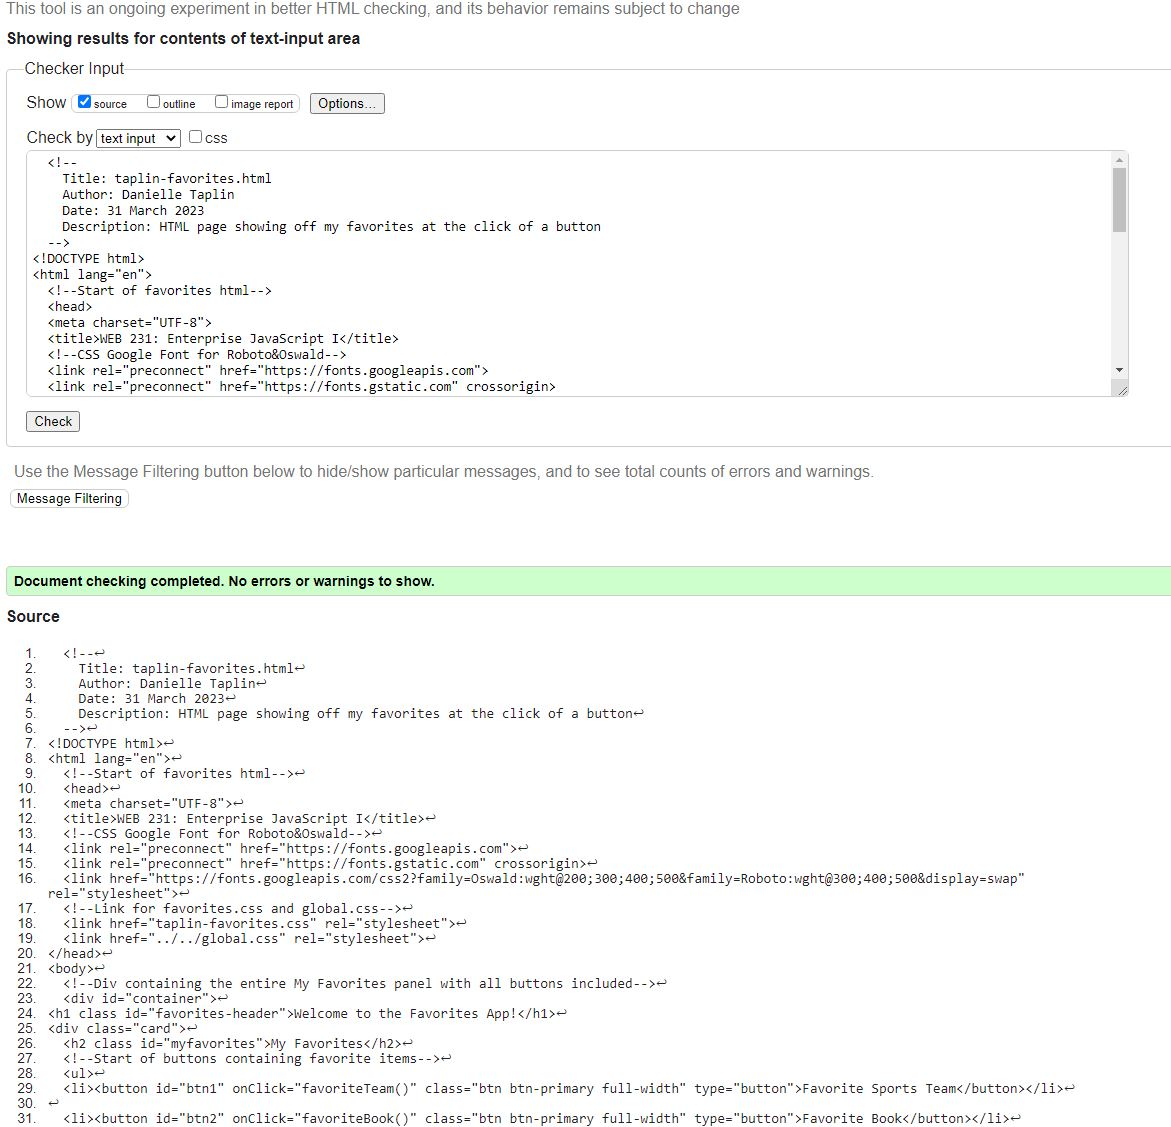 This tool is an ongoing experiment in better HTML checking, and its behavior remains subject to change
Showing results for contents of text-input area
Checker Input
Show source outline image report Options...
Check by text input css
<!--
Title: taplin-favorites.html
Author: Danielle Taplin
Date: 31 March 2023
Description: HTML page showing off my favorites at the click of a button
-->
<!DOCTYPE html>
<html lang="en">
<!--Start of favorites html-->
<head>
<meta charset="UTF-8">
<title>WEB 231: Enterprise JavaScript I</title>
<!--CSS Google Font for Roboto&Oswald-->
<link rel="preconnect" href="https://fonts.googleapis.com">
<link rel="preconnect" href="https://fonts.gstatic.com" crossorigin>
Check
Use the Message Filtering button below to hide/show particular messages, and to see total counts of errors and warnings.
Message Filtering
Document checking completed. No errors or warnings to show.
Source
1. <!--↩
2. Title: taplin-favorites.html↩
3. Author: Danielle Taplin↩
4. Date: 31 March 2023↩
5. Description: HTML page showing off my favorites at the click of a button↩
6. -->↩
7. <!DOCTYPE html>↩
8. <html lang="en">↩
9. <!--Start of favorites html-->↩
10. <head>↩
11. <meta charset="UTF-8">↩
12. <title>WEB 231: Enterprise JavaScript I</title>↩
13. <!--CSS Google Font for Roboto&Oswald-->↩
14. <link rel="preconnect" href="https://fonts.googleapis.com">↩
15. <link rel="preconnect" href="https://fonts.gstatic.com" crossorigin>↩
16. <link href="https://fonts.googleapis.com/css2?family=Oswald:wght@200;300;400;500&family=Roboto:wght@300;400;500&display=swap"
rel="stylesheet">↩
17. <!--Link for favorites.css and global.css-->↩
18. <link href="taplin-favorites.css" rel="stylesheet">↩
19. <link href="../../global.css" rel="stylesheet">↩
20. </head>↩
21. <body>↩
22. <!--Div containing the entire My Favorites panel with all buttons included-->↩
23. <div id="container">↩
24. <h1 class id="favorites-header">Welcome to the Favorites App!</h1>↩
25. <div class="card">↩
26. <h2 class id="myfavorites">My Favorites</h2>↩
27. <!--Start of buttons containing favorite items-->↩
28. <ul>↩
29. <li><button id="btn1" onClick="favoriteTeam()" class="btn btn-primary full-width" type="button">Favorite Sports Team</button></li>↩
30. ↩
31. <li><button id="btn2" onClick="favoriteBook()" class="btn btn-primary full-width" type="button">Favorite Book</button></li>↩